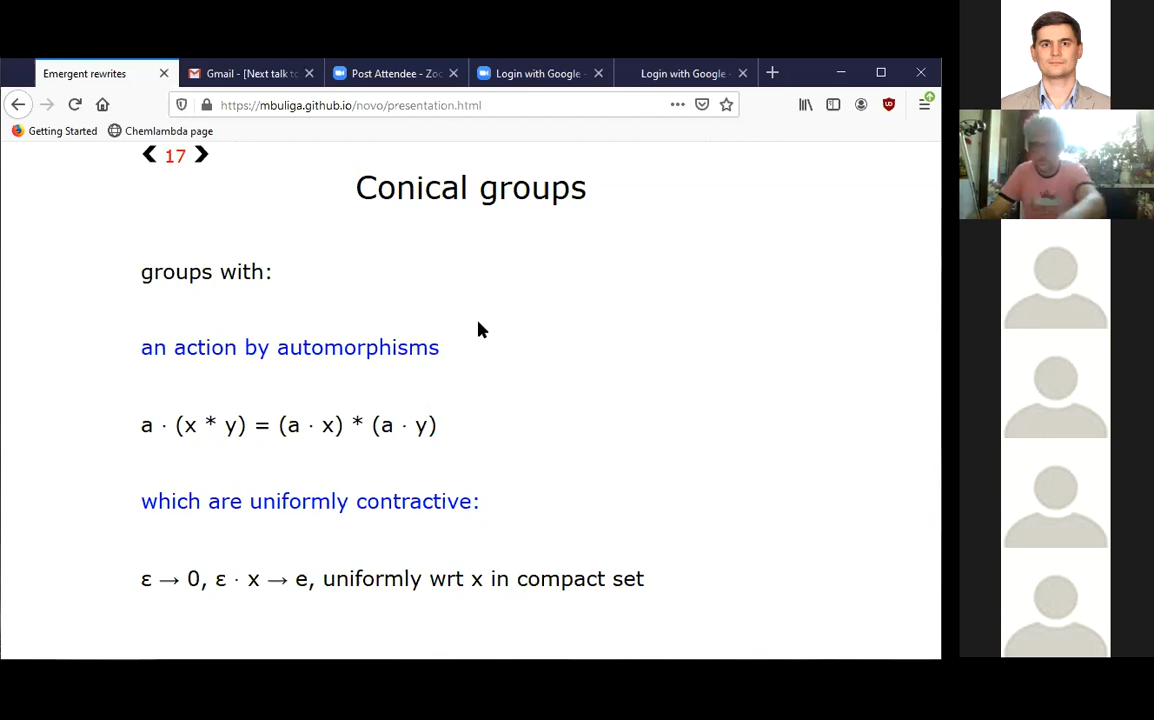 Emergent rewrites
Gmail - [Next talk to
Post Attendee - Zoo
Login with Google -
Login with Google -
https://mbuliga.github.io/novo/presentation.html
Getting Started
Chemlambda page
17
Conical groups
groups with:
an action by automorphisms
a · (x * y) = (a · x) * (a · y)
which are uniformly contractive:
ε → 0, ε · x → e, uniformly wrt x in compact set